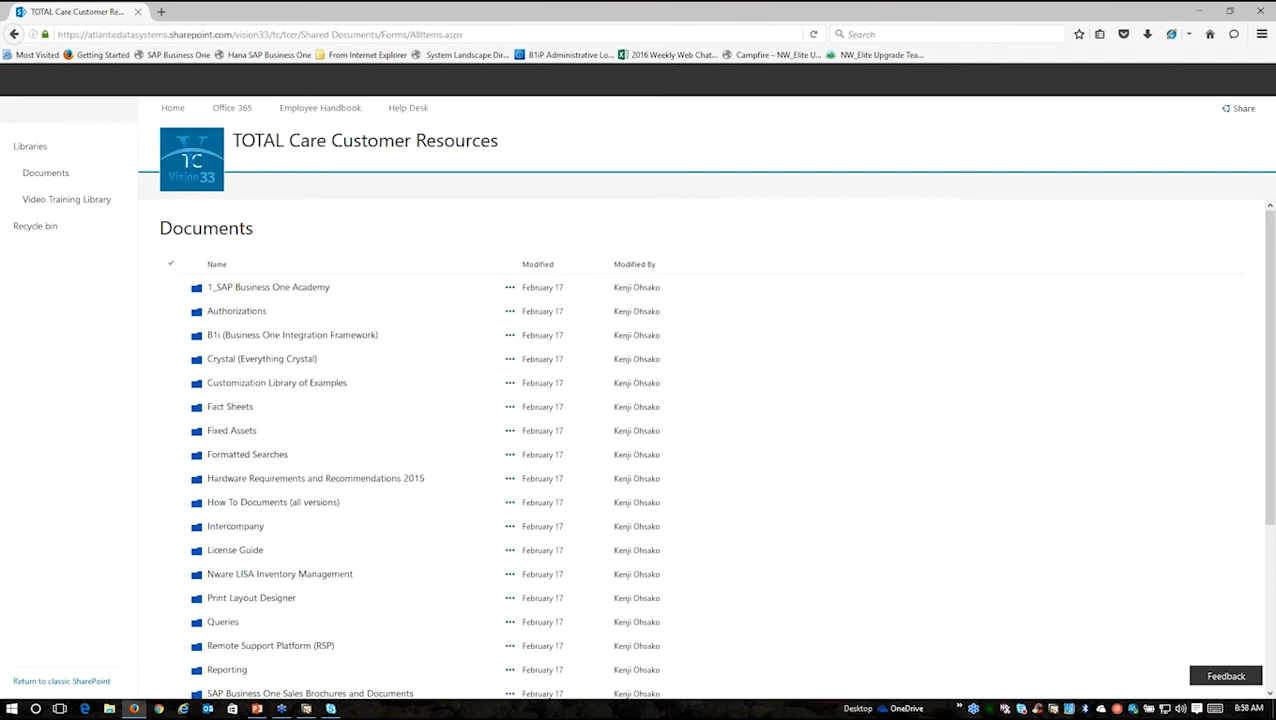 TOTAL Care Customer Re...
https://atlanticdatasystems.sharepoint.com/vision33/tc/tccr/Shared Documents/Forms/AllItems.aspx
Search
Most Visited
Getting Started
SAP Business One
Hana SAP Business One
From Internet Explorer
System Landscape Dir...
B1iP Administrative Lo...
2016 Weekly Web Chat...
Campfire – NW_Elite U...
NW_Elite Upgrade Tea...
Home
Office 365
Employee Handbook
Help Desk
Share
Libraries
Documents
Video Training Library
Recycle bin
V
TC
Vision33
TOTAL Care Customer Resources
Documents
Name Modified Modified By
1_SAP Business One Academy ••• February 17 Kenji Ohsako
Authorizations ••• February 17 Kenji Ohsako
B1i (Business One Integration Framework) ••• February 17 Kenji Ohsako
Crystal (Everything Crystal) ••• February 17 Kenji Ohsako
Customization Library of Examples ••• February 17 Kenji Ohsako
Fact Sheets ••• February 17 Kenji Ohsako
Fixed Assets ••• February 17 Kenji Ohsako
Formatted Searches ••• February 17 Kenji Ohsako
Hardware Requirements and Recommendations 2015 ••• February 17 Kenji Ohsako
How To Documents (all versions) ••• February 17 Kenji Ohsako
Intercompany ••• February 17 Kenji Ohsako
License Guide ••• February 17 Kenji Ohsako
Nware LISA Inventory Management ••• February 17 Kenji Ohsako
Print Layout Designer ••• February 17 Kenji Ohsako
Queries ••• February 17 Kenji Ohsako
Remote Support Platform (RSP) ••• February 17 Kenji Ohsako
Reporting ••• February 17 Kenji Ohsako
SAP Business One Sales Brochures and Documents ••• February 17 Kenji Ohsako
Return to classic SharePoint
Feedback
Desktop
OneDrive
8:38 AM